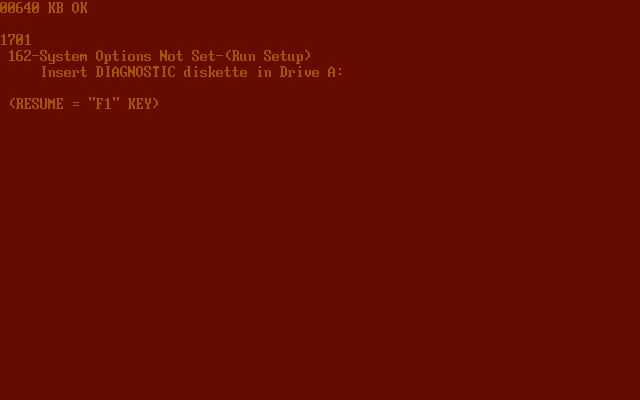 00640 KB OK
1701
162-System Options Not Set-(Run Setup)
Insert DIAGNOSTIC diskette in Drive A:
(RESUME = "F1" KEY)